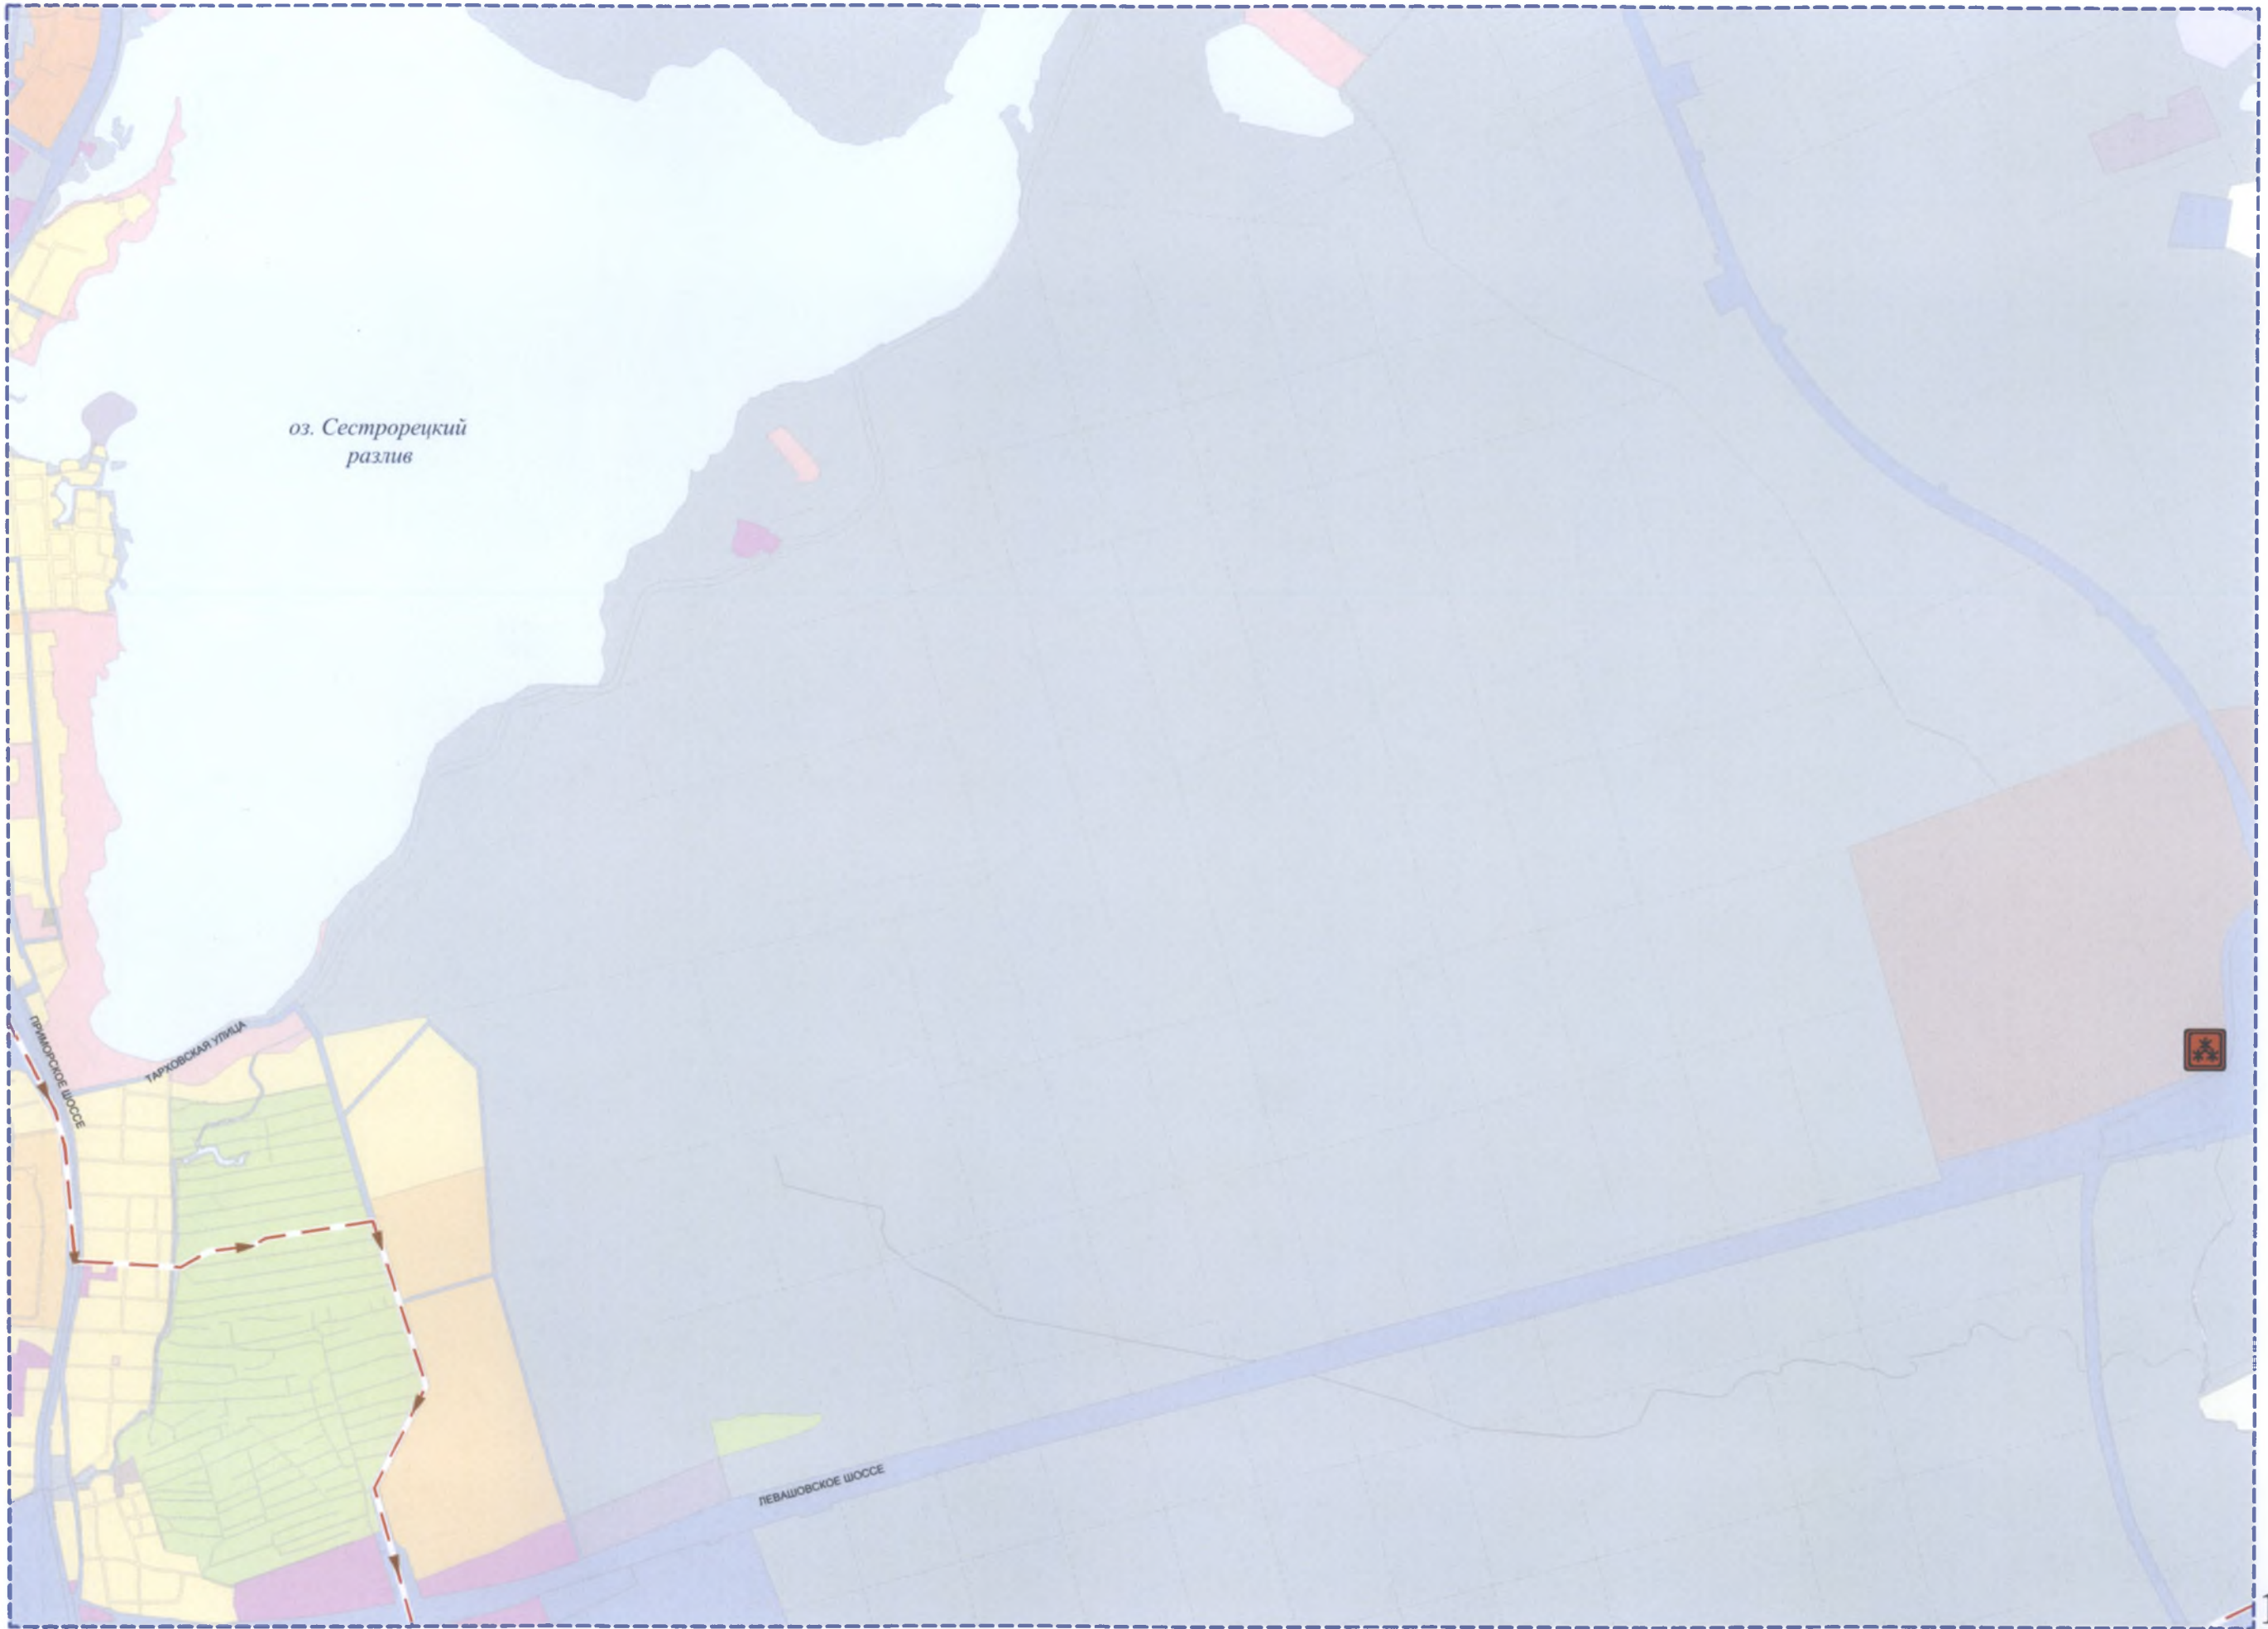 оз. Сестрорецкий
разлив
ПРИМОРСКОЕ ШОССЕ
ТАРХОВСКАЯ УЛИЦА
ЛЕВАШОВСКОЕ ШОССЕ